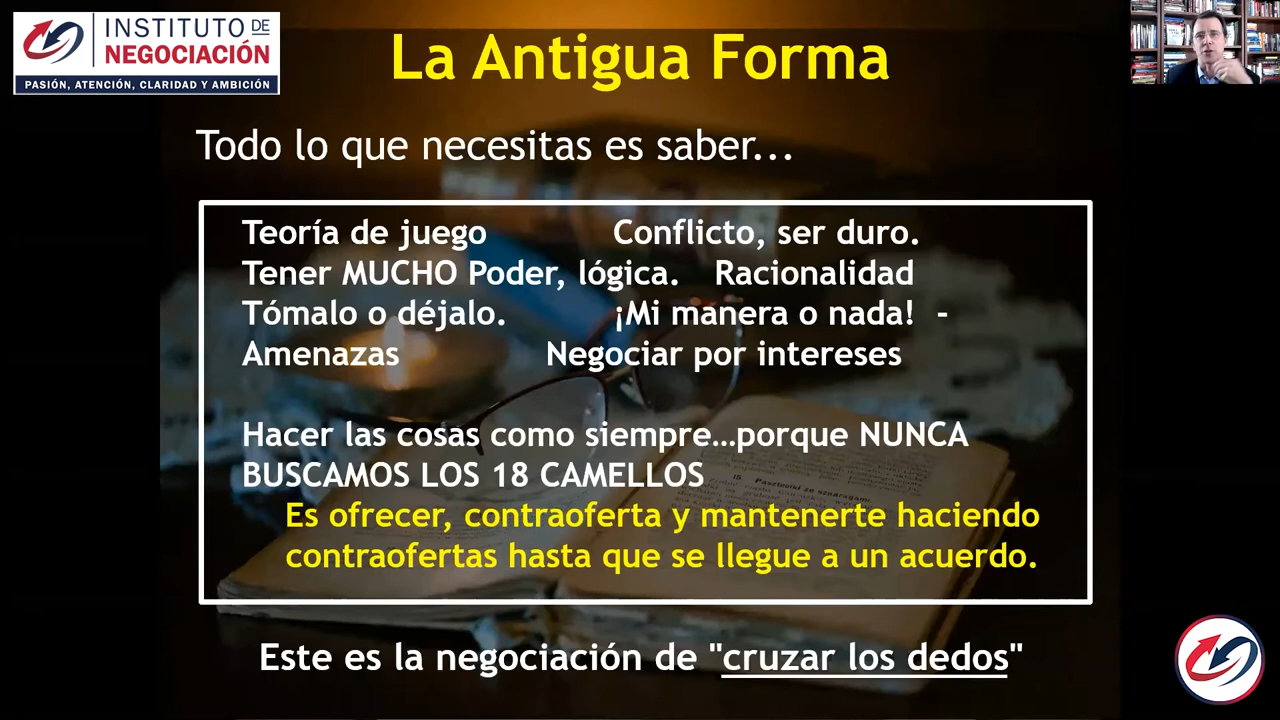 INSTITUTO DE
NEGOCIACIÓN
PASIÓN, ATENCIÓN, CLARIDAD Y AMBICIÓN
La Antigua Forma
Todo lo que necesitas es saber...
Teoría de juego Conflicto, ser duro.
Tener MUCHO Poder, lógica. Racionalidad
Tómalo o déjalo. ¡Mi manera o nada! -
Amenazas Negociar por intereses
Hacer las cosas como siempre…porque NUNCA
BUSCAMOS LOS 18 CAMELLOS
Es ofrecer, contraoferta y mantenerte haciendo
contraofertas hasta que se llegue a un acuerdo.
Este es la negociación de "cruzar los dedos"